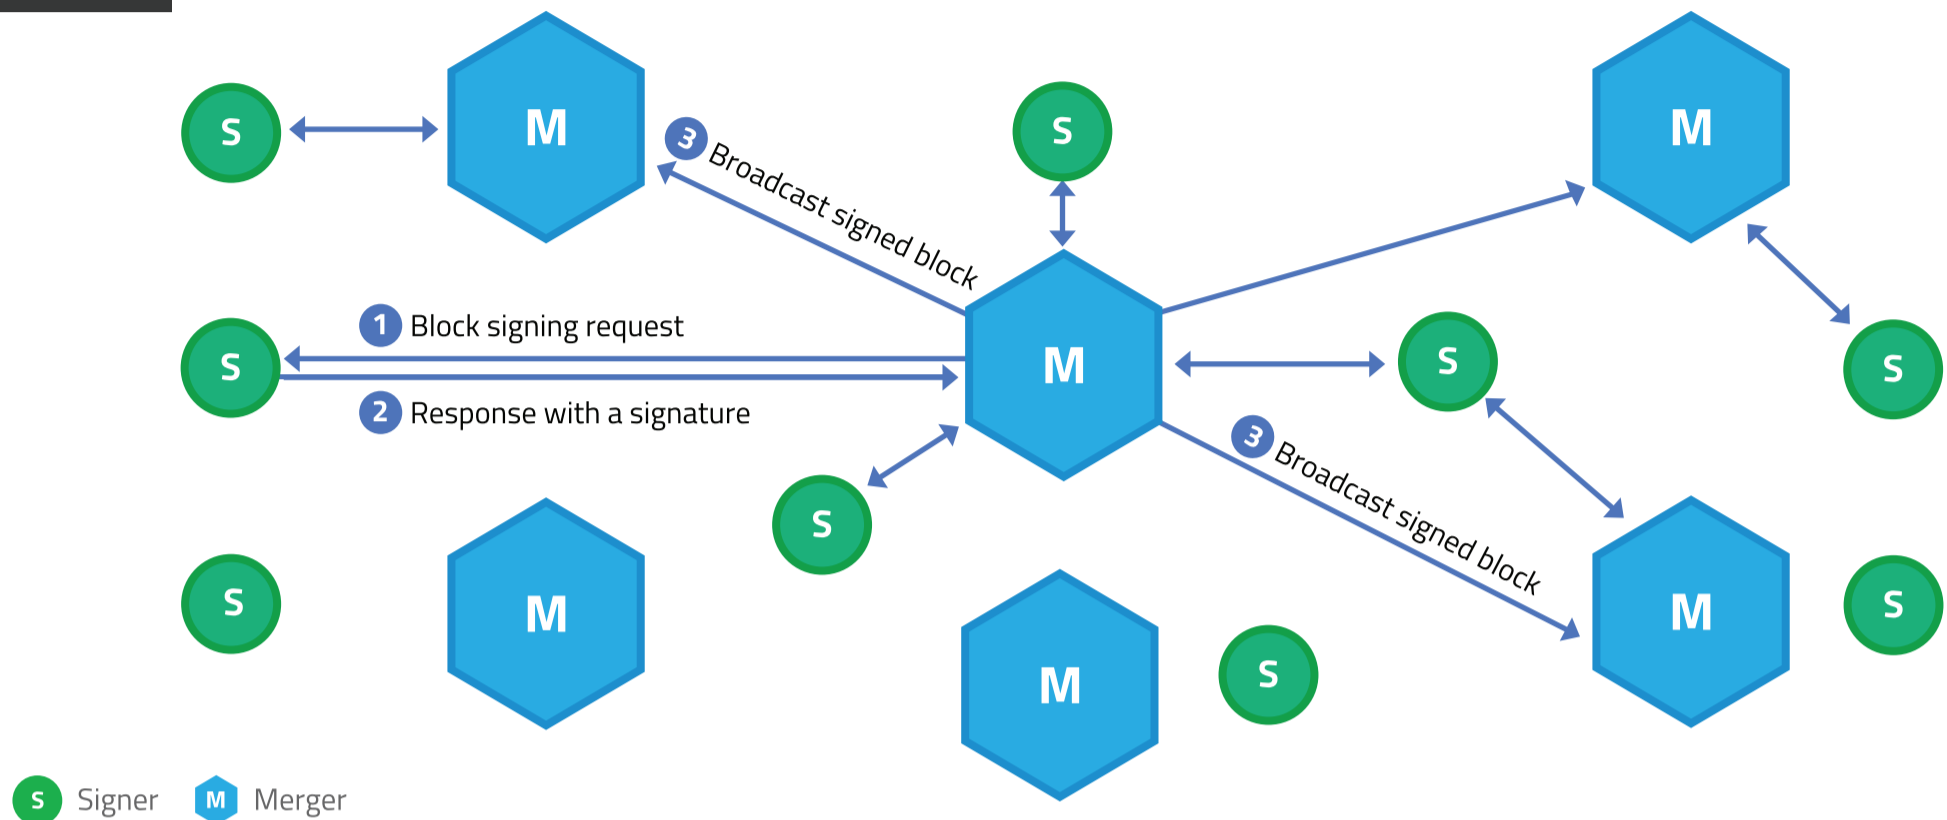 S
M
S
M
3 Broadcast signed block
1 Block signing request
S
M
S
S
2 Response with a signature
3 Broadcast signed block
S
S
M
M
S
M
S
S Signer
M Merger